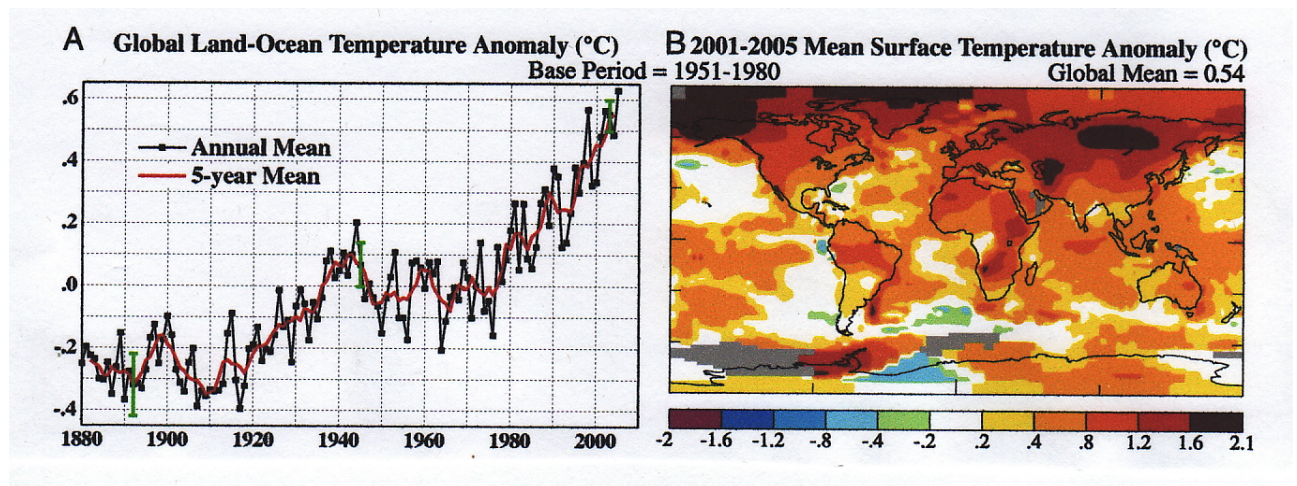 A Global Land-Ocean Temperature Anomaly (°C)
B 2001-2005 Mean Surface Temperature Anomaly (°C)
Base Period = 1951-1980
Global Mean = 0.54
.6
.4
.2
.0
-.2
-.4
Annual Mean
5-year Mean
1880 1900 1920 1940 1960 1980 2000
-2 -1.6 -1.2 -.8 -.4 -.2 .2 .4 .8 1.2 1.6 2.1